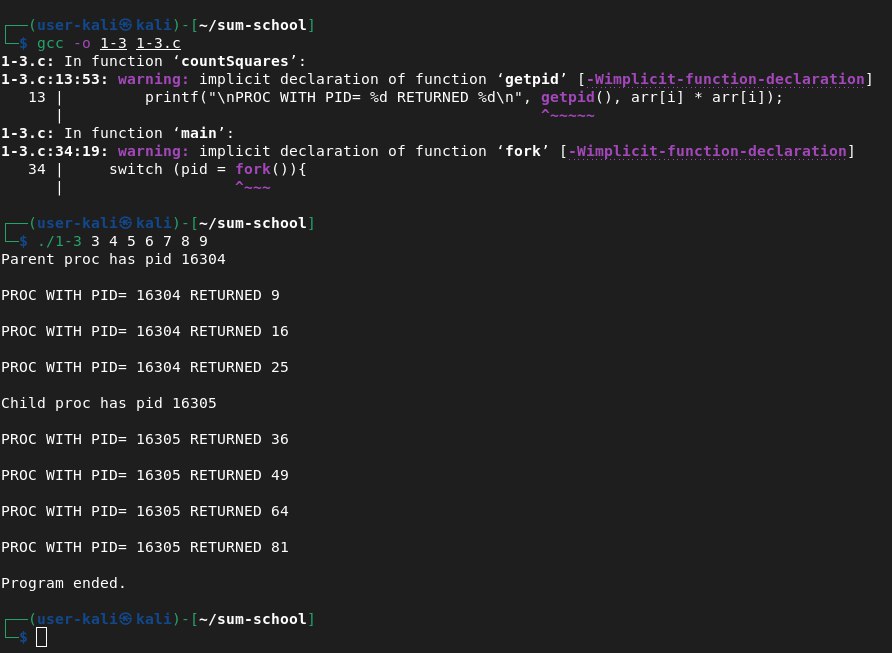 ┌──(user-kali㉿kali)-[~/sum-school]
└─$ gcc -o 1-3 1-3.c
1-3.c: In function ‘countSquares’:
1-3.c:13:53: warning: implicit declaration of function ‘getpid’ [-Wimplicit-function-declaration]
   13 |         printf("\nPROC WITH PID= %d RETURNED %d\n", getpid(), arr[i] * arr[i]);
      |                                                     ^~~~~~
1-3.c: In function ‘main’:
1-3.c:34:19: warning: implicit declaration of function ‘fork’ [-Wimplicit-function-declaration]
   34 |     switch (pid = fork()){
      |                   ^~~~
┌──(user-kali㉿kali)-[~/sum-school]
└─$ ./1-3 3 4 5 6 7 8 9
Parent proc has pid 16304
PROC WITH PID= 16304 RETURNED 9
PROC WITH PID= 16304 RETURNED 16
PROC WITH PID= 16304 RETURNED 25
Child proc has pid 16305
PROC WITH PID= 16305 RETURNED 36
PROC WITH PID= 16305 RETURNED 49
PROC WITH PID= 16305 RETURNED 64
PROC WITH PID= 16305 RETURNED 81
Program ended.
┌──(user-kali㉿kali)-[~/sum-school]
└─$